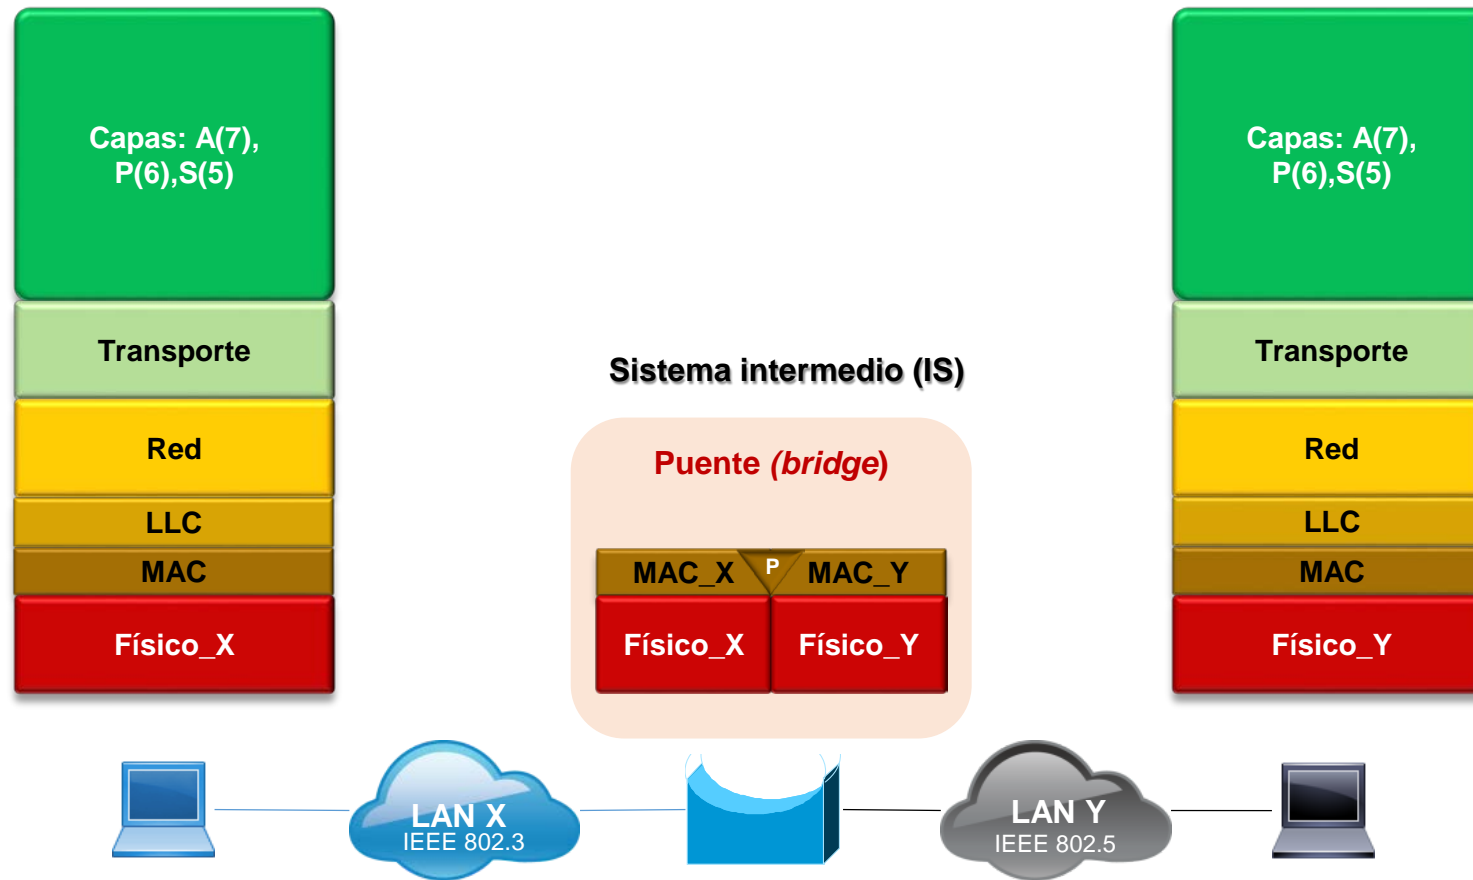 Capas: A(7),
P(6),S(5)
Transporte
Red
LLC
MAC
Físico_X
Sistema intermedio (IS)
Puente (bridge)
MAC_X
P
MAC_Y
Físico_X
Físico_Y
Capas: A(7),
P(6),S(5)
Transporte
Red
LLC
MAC
Físico_Y
LAN X
IEEE 802.3
LAN Y
IEEE 802.5